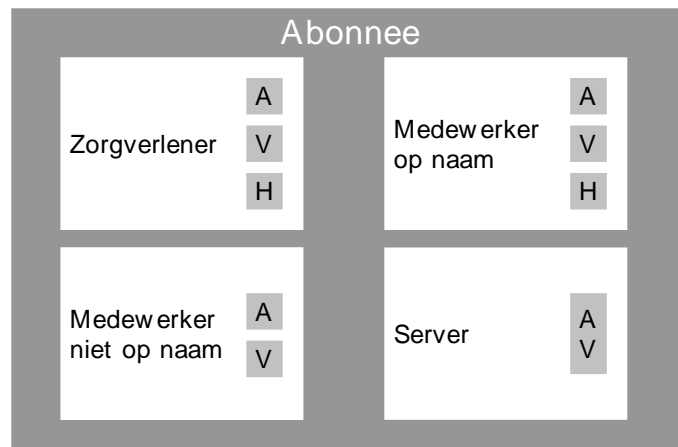 Abonnee
Zorgverlener
A
V
H
Medewerker
op naam
A
V
H
Medewerker
niet op naam
A
V
Server
A
V